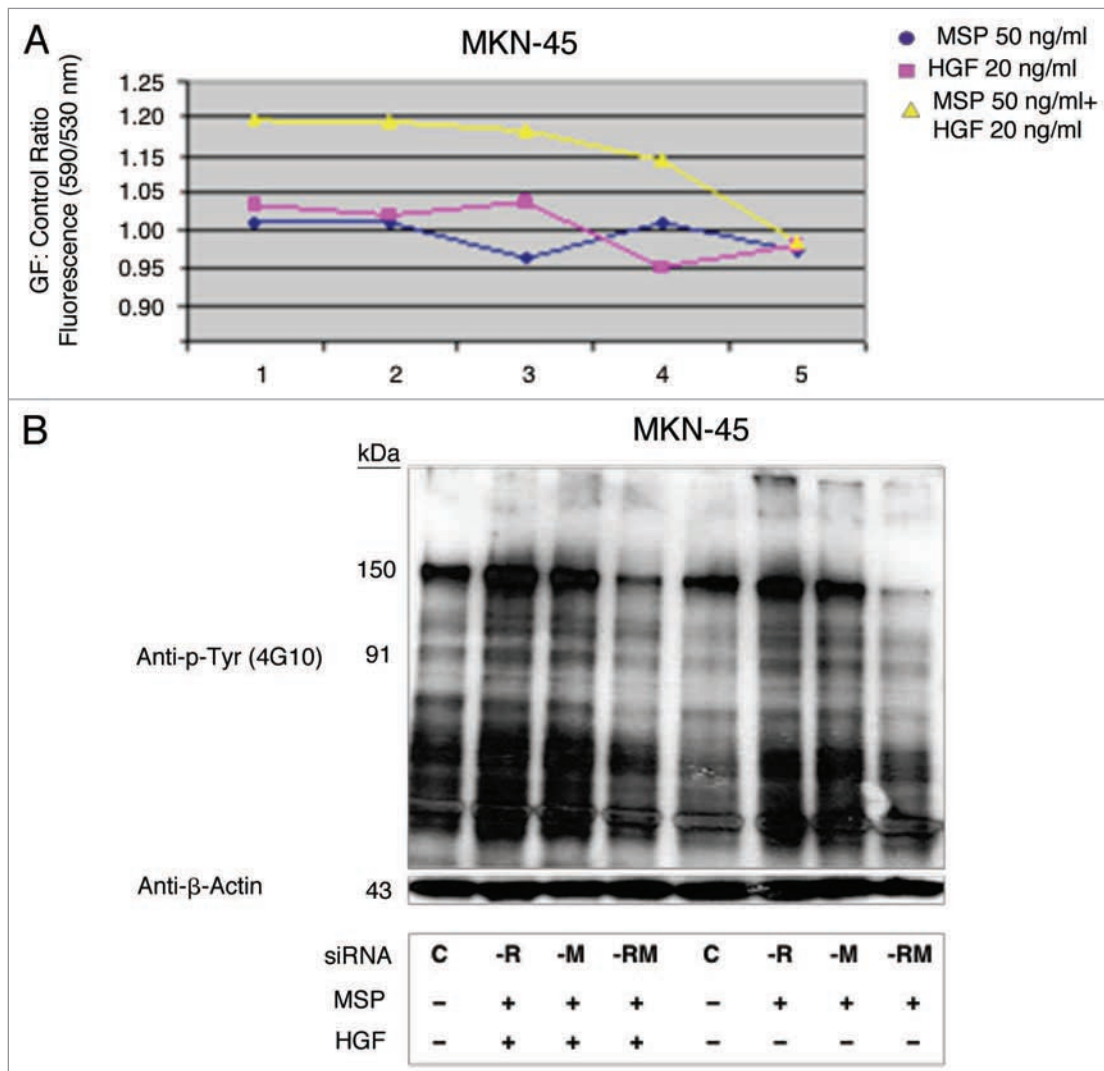 A
MKN-45
MSP 50 ng/ml
HGF 20 ng/ml
MSP 50 ng/ml+
HGF 20 ng/ml
GF: Control Ratio
Fluorescence (590/530 nm)
1.25
1.20
1.15
1.05
1.00
0.95
0.90
1 2 3 4 5
B
MKN-45
kDa
150
Anti-p-Tyr (4G10) 91
Anti-β-Actin 43
siRNA C -R -M -RM C -R -M -RM
MSP – + + + – + + +
HGF – + + + – – – –